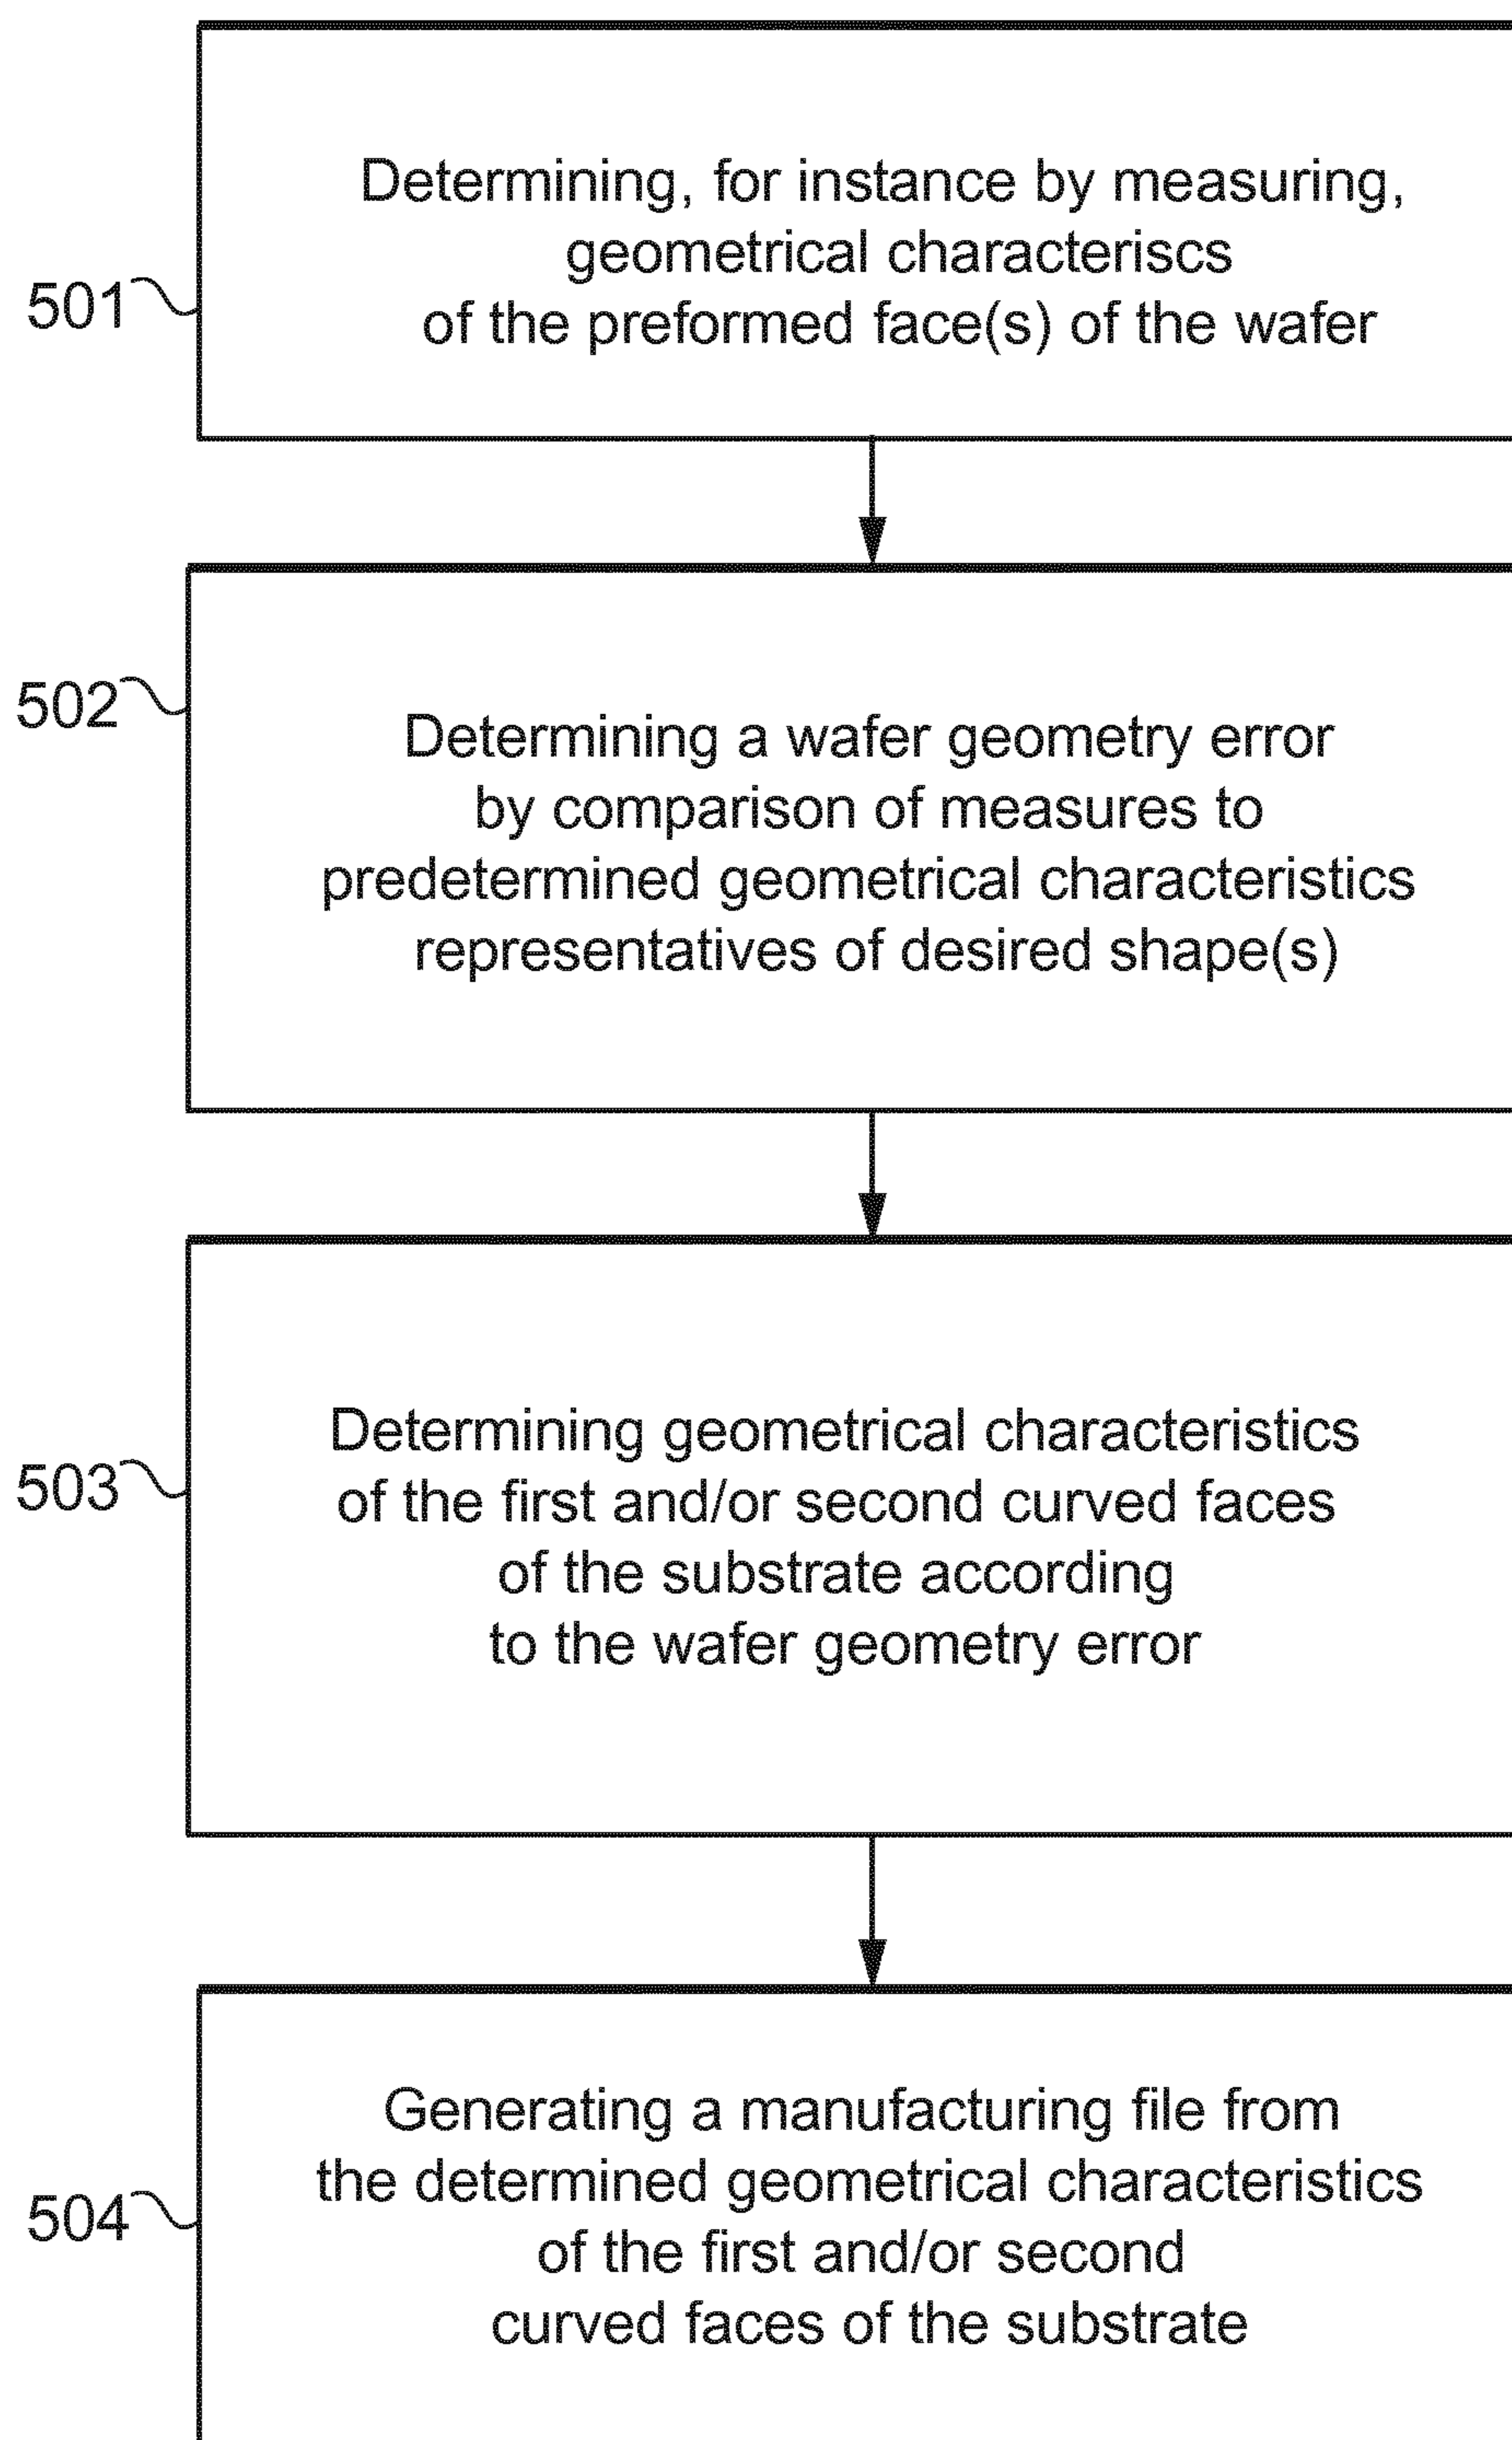 Determining, for instance by measuring,
geometrical characteriscs
501
of the preformed face(s) of the wafer
502
Determining a wafer geometry error
by comparison of measures to
predetermined geometrical characteristics
representatives of desired shape(s)
Determining geometrical characteristics
503
of the first and/or second curved faces
of the substrate according
to the wafer geometry error
Generating a manufacturing file from
the determined geometrical characteristics
504
of the first and/or second
curved faces of the substrate